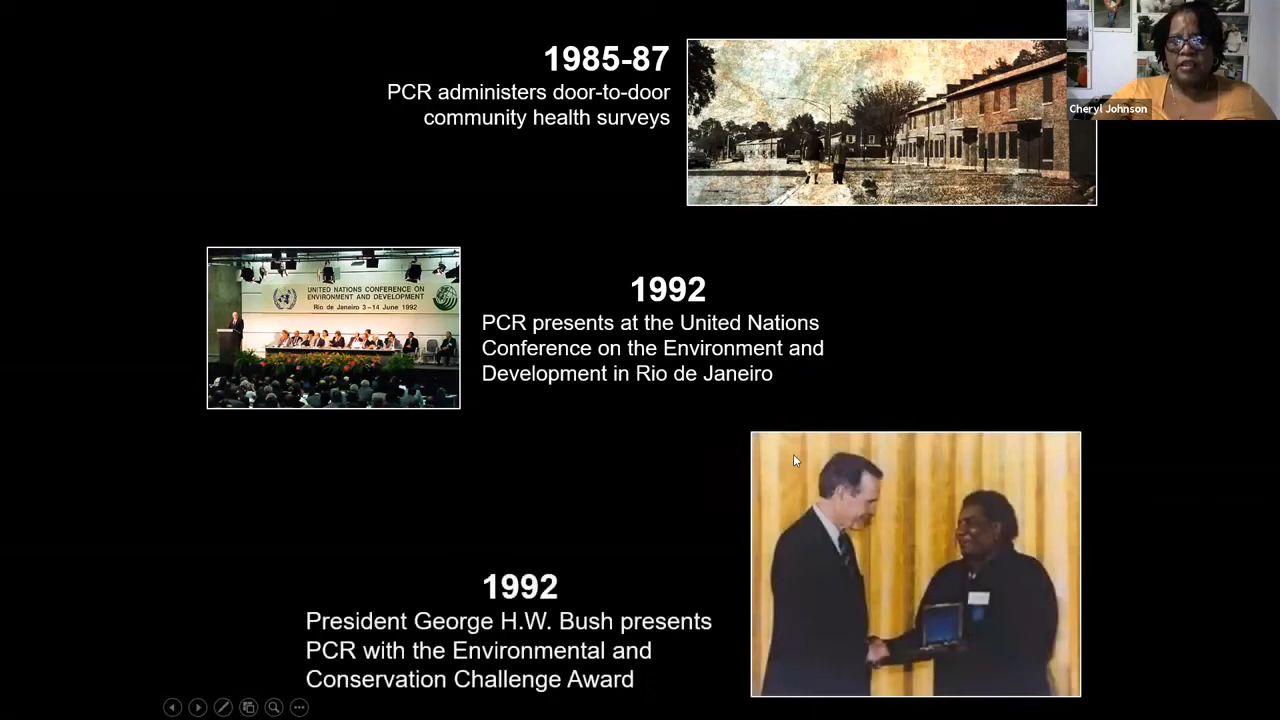 1985-87
PCR administers door-to-door
community health surveys
Cheryl Johnson
UNITED NATIONS CONFERENCE ON
ENVIRONMENT AND DEVELOPMENT
Rio de Janeiro 3-14 June 1992
1992
PCR presents at the United Nations
Conference on the Environment and
Development in Rio de Janeiro
1992
President George H.W. Bush presents
PCR with the Environmental and
Conservation Challenge Award